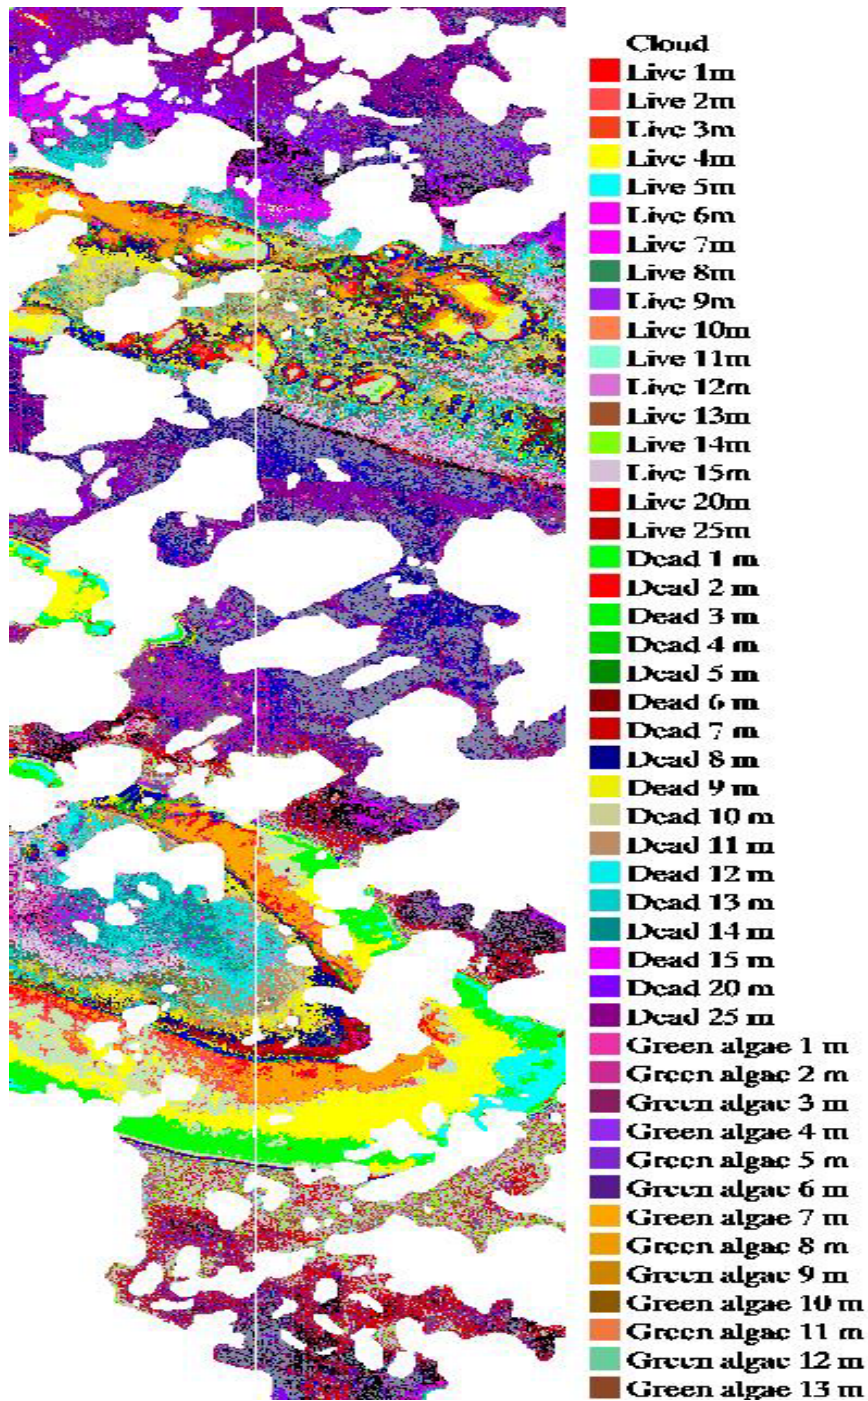 Cloud
Live 1m
Live 2m
Live 3m
Live 4m
Live 5m
Live 6m
Live 7m
Live 8m
Live 9m
Live 10m
Live 11m
Live 12m
Live 13m
Live 14m
Live 15m
Live 20m
Live 25m
Dead 1 m
Dead 2 m
Dead 3 m
Dead 4 m
Dead 5 m
Dead 6 m
Dead 7 m
Dead 8 m
Dead 9 m
Dead 10 m
Dead 11 m
Dead 12 m
Dead 13 m
Dead 14 m
Dead 15 m
Dead 20 m
Dead 25 m
Green algae 1 m
Green algae 2 m
Green algae 3 m
Green algae 4 m
Green algae 5 m
Green algae 6 m
Green algae 7 m
Green algae 8 m
Green algae 9 m
Green algae 10 m
Green algae 11 m
Green algae 12 m
Green algae 13 m